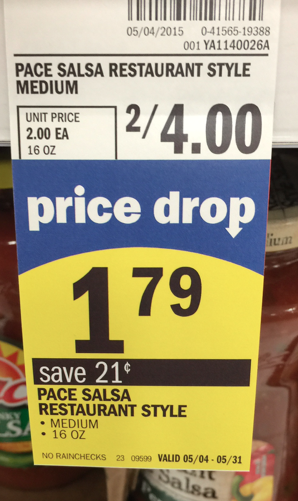 05/04/2015 0-41565-19388
001 YA1140026A
PACE SALSA RESTAURANT STYLE
MEDIUM
UNIT PRICE
2.00 EA
16 OZ
2/4.00
price drop
1 79
save 21¢
PACE SALSA
RESTAURANT STYLE
• MEDIUM
• 16 OZ
NO RAINCHECKS 23 09599 VALID 05/04 - 05/31
Salsa